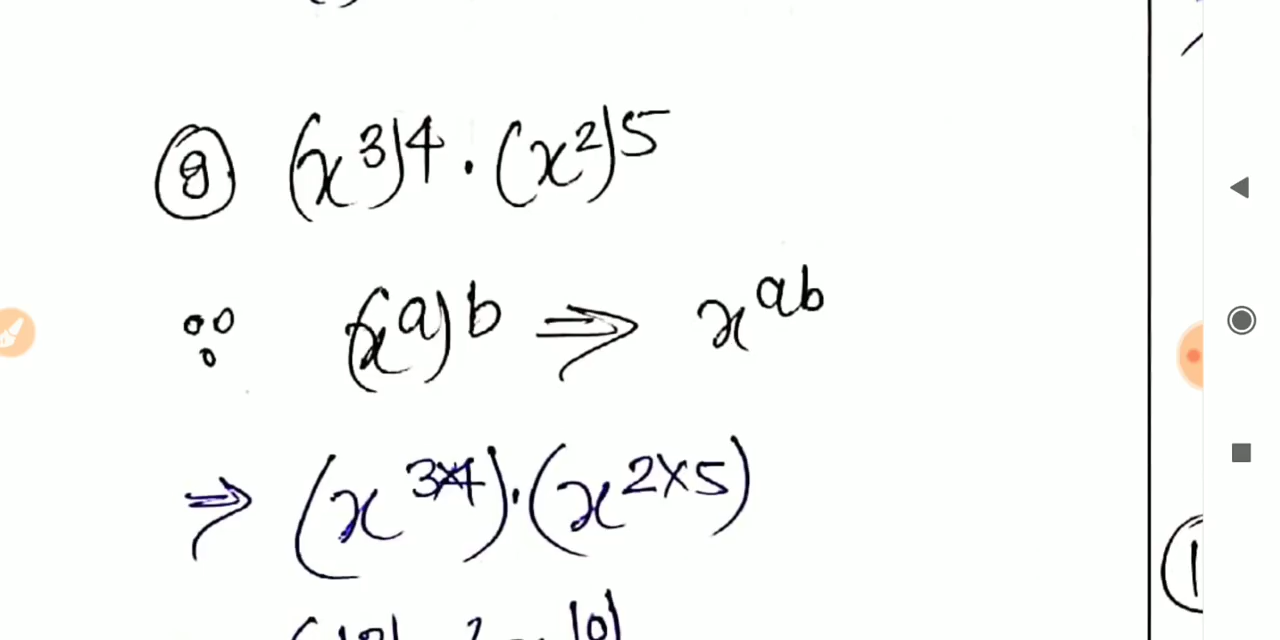 9 (x³)⁴ · (x²)⁵
∵ (xᵃ)ᵇ ⇒ xᵃᵇ
⇒ (x³ˣ⁴) · (x²ˣ⁵)